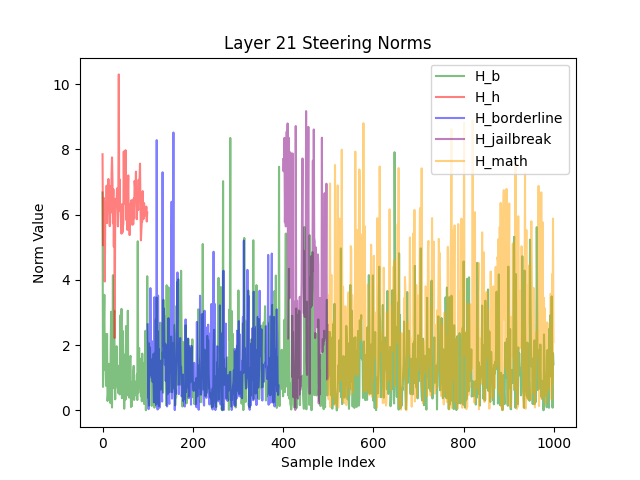 Layer 21 Steering Norms
H_b
H_h
H_borderline
H_jailbreak
H_math
Norm Value
10
8
6
4
2
0
0
200
400
600
800
1000
Sample Index